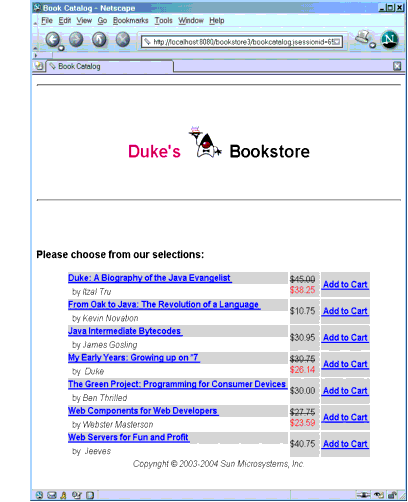 Book Catalog - Netscape
File Edit View Go Bookmarks Tools Window Help
http://localhost:8080/bookstore3/bookcatalog;jsessionid=65
Book Catalog
Duke's Bookstore
Please choose from our selections:
Duke: A Biography of the Java Evangelist $45.00
by Itzal Tru $38.25 Add to Cart
From Oak to Java: The Revolution of a Language
by Kevin Novation $10.75 Add to Cart
Java Intermediate Bytecodes
by James Gosling $30.95 Add to Cart
My Early Years: Growing up on *7 $30.75
by Duke $26.14 Add to Cart
The Green Project: Programming for Consumer Devices
by Ben Thrilled $30.00 Add to Cart
Web Components for Web Developers $27.75
by Webster Masterson $23.59 Add to Cart
Web Servers for Fun and Profit
by Jeeves $40.75 Add to Cart
Copyright © 2003-2004 Sun Microsystems, Inc.